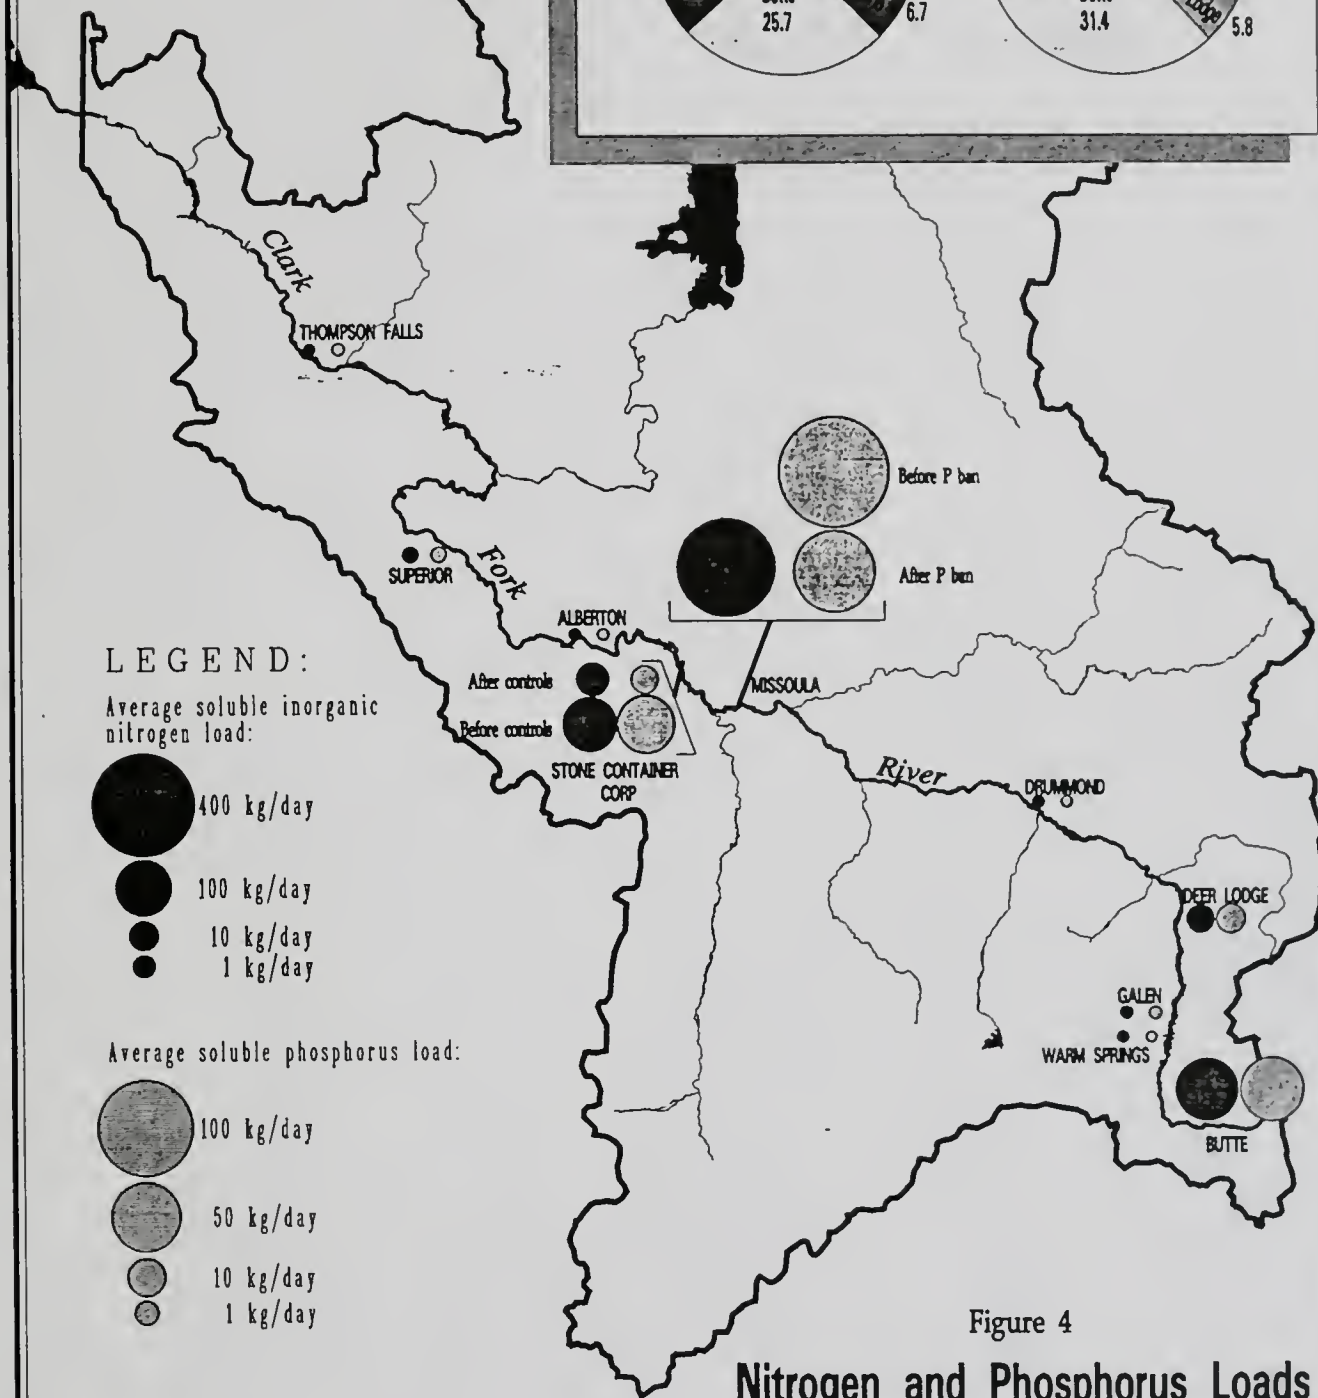 25.7
6.7
31.4
Lodge
5.8
Clark
THOMPSON FALLS
Before P ban
After P ban
SUPERIOR
Fork
ALBERTON
LEGEND:
Average soluble inorganic
nitrogen load:
400 kg/day
100 kg/day
10 kg/day
1 kg/day
After controls
Before controls
STONE CONTAINER
CORP
MISSOULA
River
DRUMMOND
DEER LODGE
GALEN
WARM SPRINGS
BUTTE
Average soluble phosphorus load:
100 kg/day
50 kg/day
10 kg/day
1 kg/day
Figure 4
Nitrogen and Phosphorus Loads